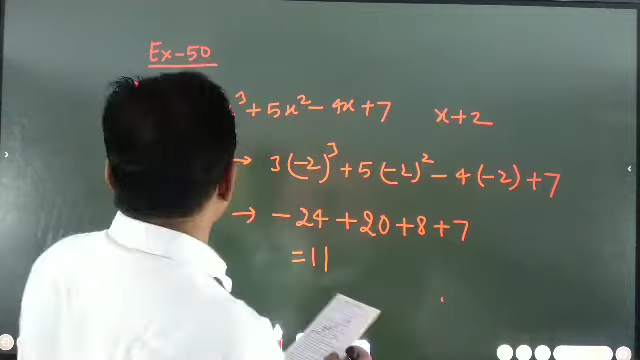 Ex-50
³ + 5x² - 4x + 7 x + 2
→ 3(-2)³ + 5(-2)² - 4(-2) + 7
→ - 24 + 20 + 8 + 7
= 11